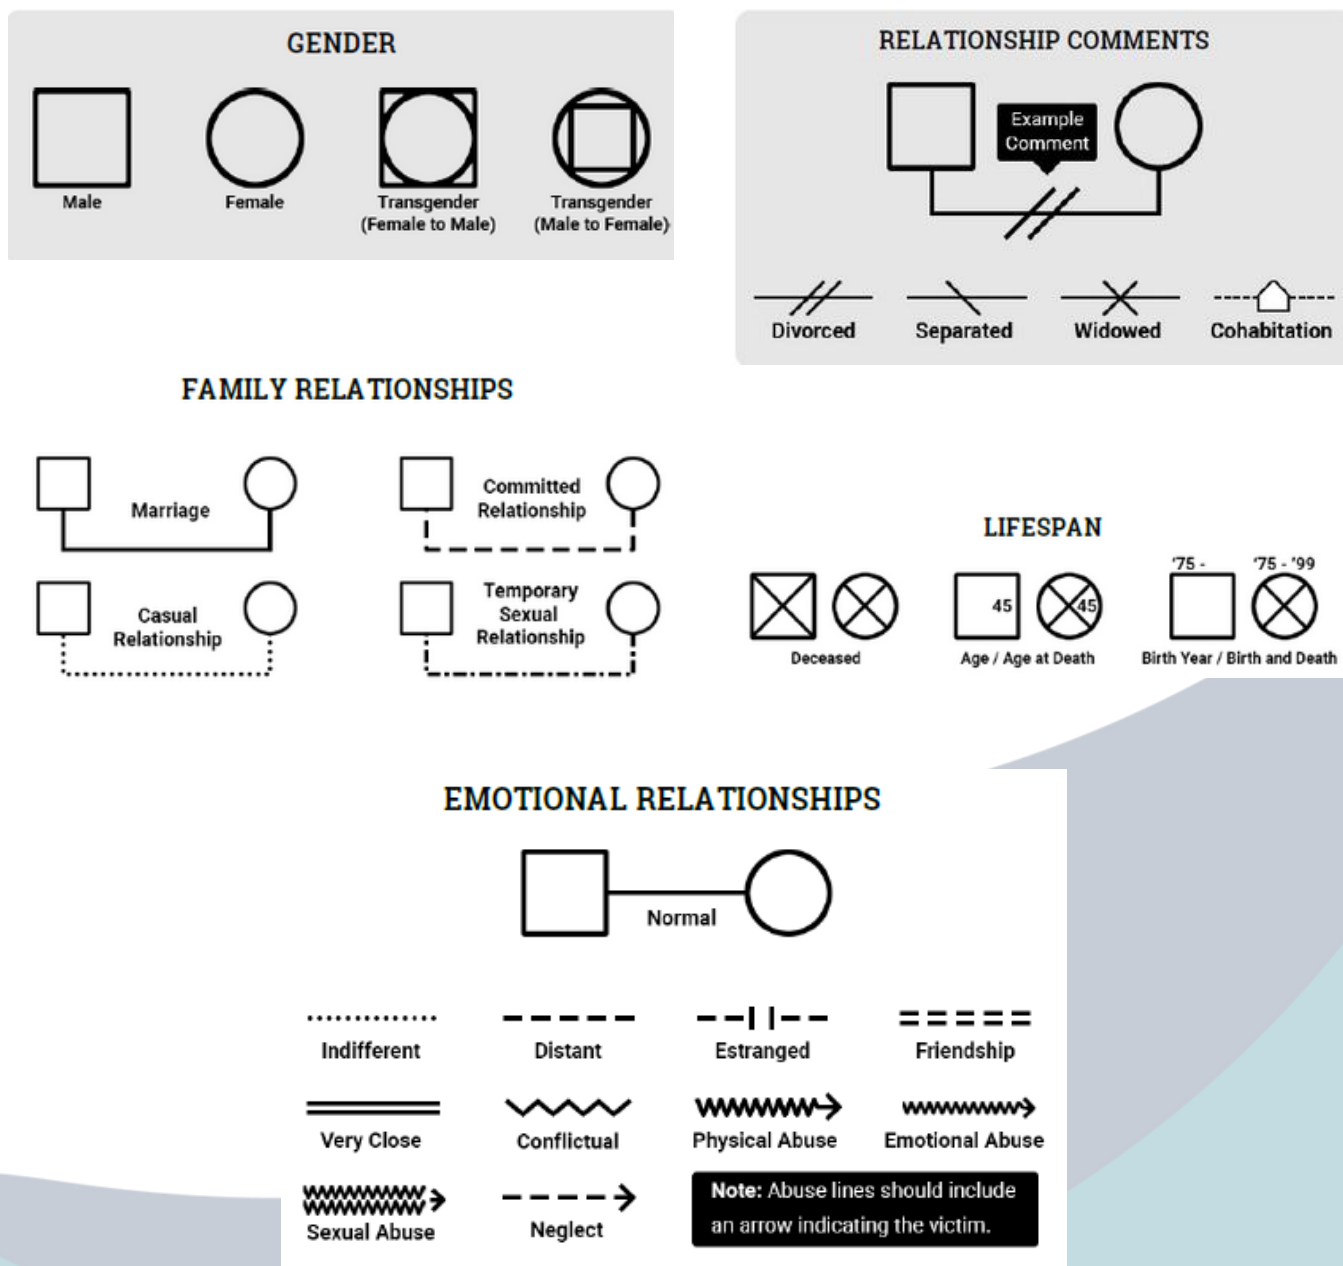 GENDER
Male
Female
Transgender
(Female to Male)
Transgender
(Male to Female)
RELATIONSHIP COMMENTS
Example
Comment
Divorced
Separated
Widowed
Cohabitation
FAMILY RELATIONSHIPS
Marriage
Committed
Relationship
Casual
Relationship
Temporary
Sexual
Relationship
LIFESPAN
Deceased
45
45
Age / Age at Death
'75 -
'75 - '99
Birth Year / Birth and Death
EMOTIONAL RELATIONSHIPS
Normal
Indifferent
Distant
Estranged
Friendship
Very Close
Conflictual
Physical Abuse
Emotional Abuse
Sexual Abuse
Neglect
Note: Abuse lines should include
an arrow indicating the victim.